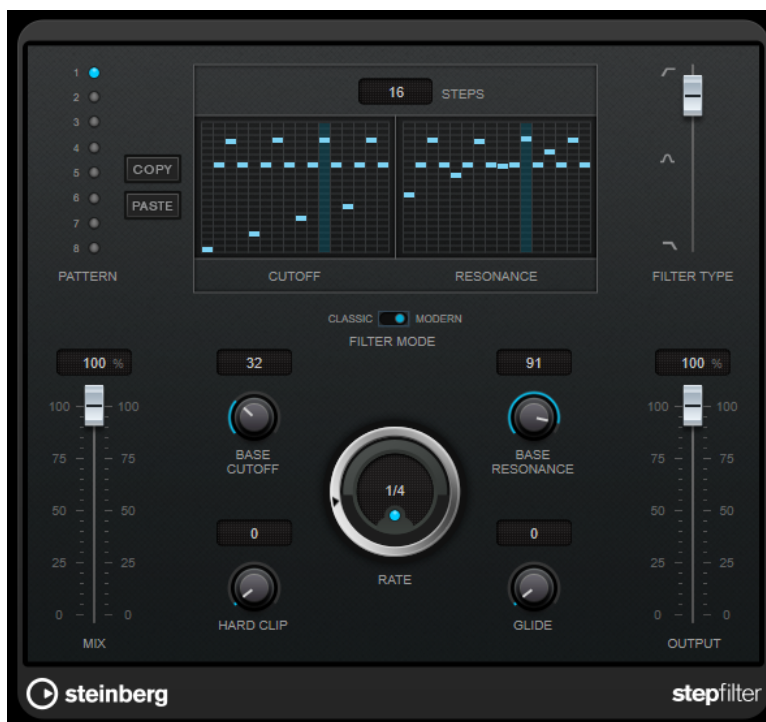 1
2
3
4
5
6
7
8
PATTERN
COPY
PASTE
16 STEPS
CUTOFF
RESONANCE
FILTER TYPE
CLASSIC MODERN
FILTER MODE
100 %
100 100
75 75
50 50
25 25
0 0
MIX
32
BASE
CUTOFF
0
HARD CLIP
1/4
RATE
91
BASE
RESONANCE
0
GLIDE
100 %
100 100
75 75
50 50
25 25
0 0
OUTPUT
steinberg
stepfilter